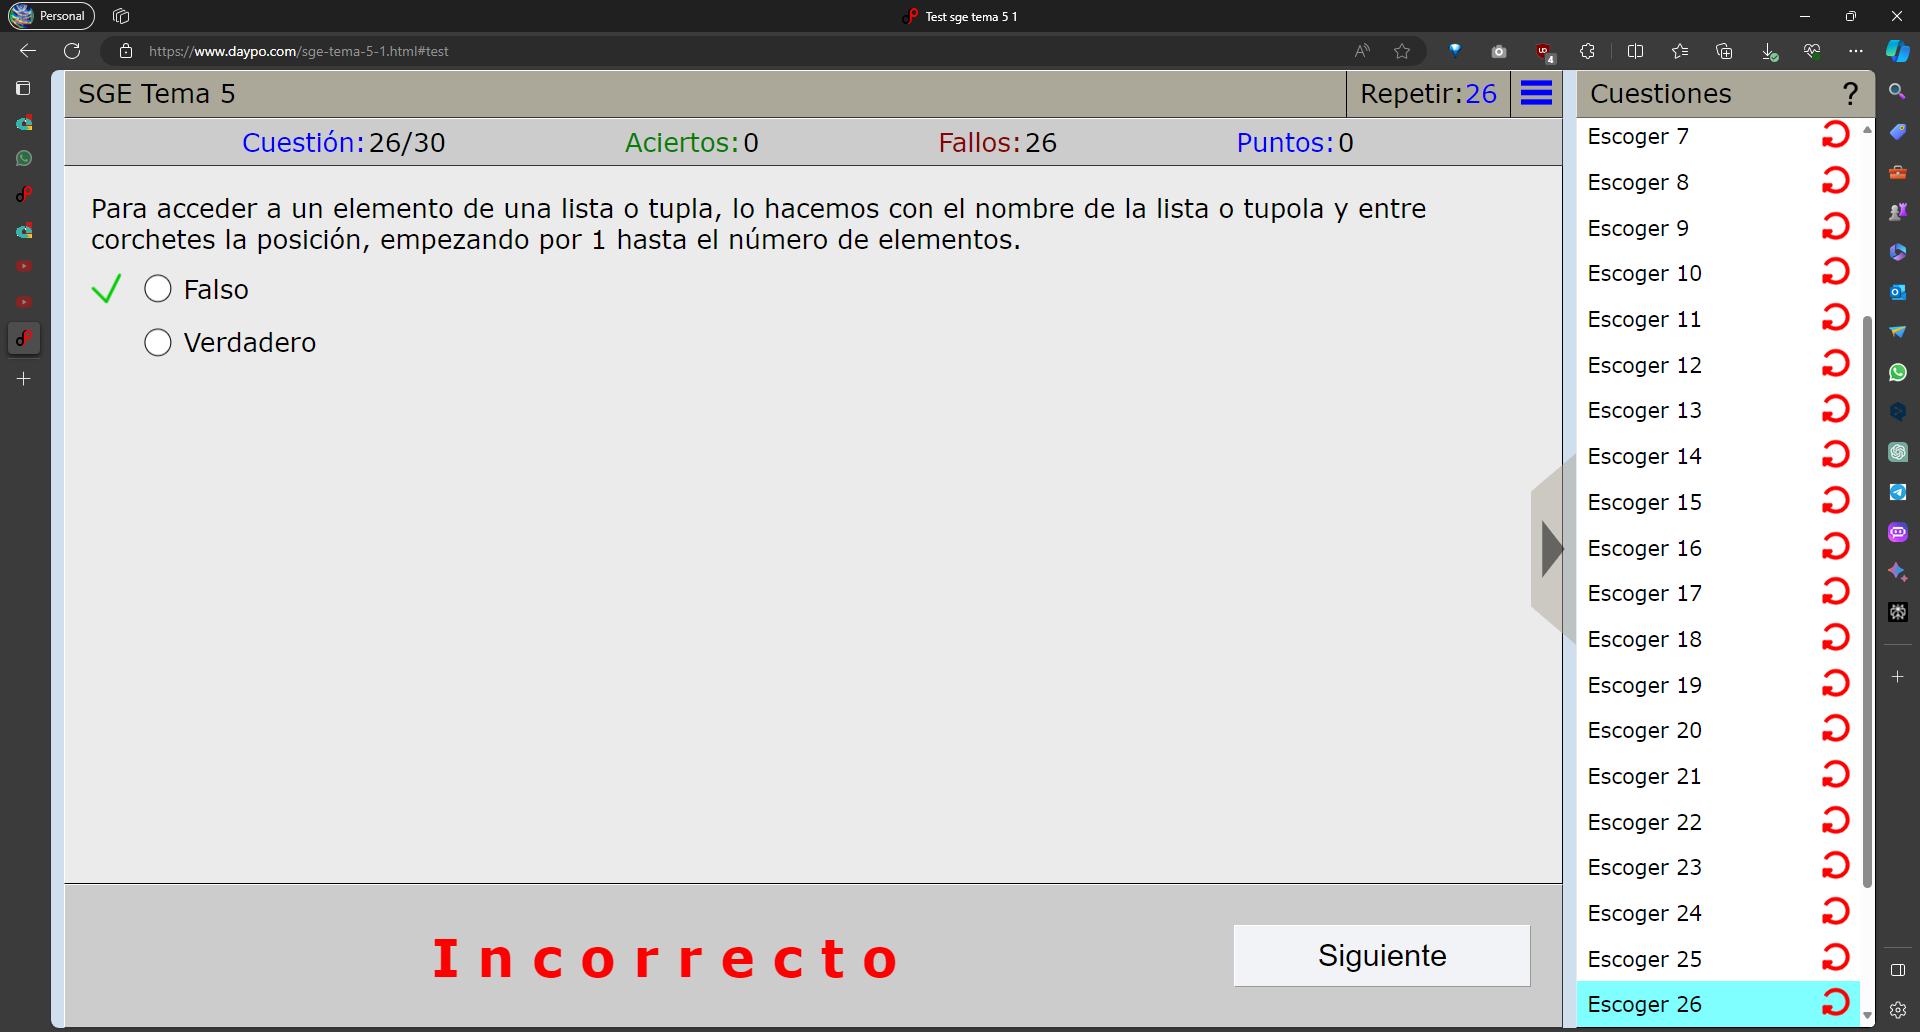 Personal
Test sge tema 5 1
https://www.daypo.com/sge-tema-5-1.html#test
SGE Tema 5
Repetir:26
Cuestión:26/30
Aciertos:0
Fallos:26
Puntos:0
Para acceder a un elemento de una lista o tupla, lo hacemos con el nombre de la lista o tupola y entre
corchetes la posición, empezando por 1 hasta el número de elementos.
Falso
Verdadero
Incorrecto
Siguiente
Cuestiones
?
Escoger 7
Escoger 8
Escoger 9
Escoger 10
Escoger 11
Escoger 12
Escoger 13
Escoger 14
Escoger 15
Escoger 16
Escoger 17
Escoger 18
Escoger 19
Escoger 20
Escoger 21
Escoger 22
Escoger 23
Escoger 24
Escoger 25
Escoger 26
4